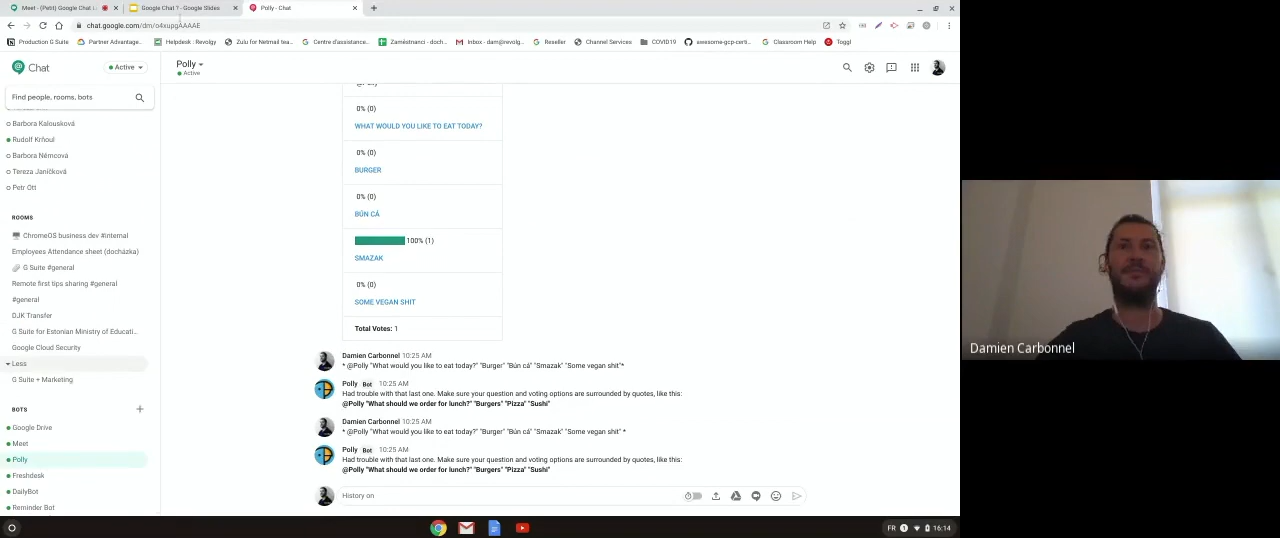 Meet - (Petit) Google Chat
Google Chat ? - Google Slides
Polly - Chat
chat.google.com/dm/o4xupgAAAAE
Production G Suite
Partner Advantage...
Helpdesk : Revolgy
Zulu for Netmail tea...
Centre d'assistance...
Zaměstnanci - doch...
Inbox - dam@revolg...
Reseller
Channel Services
COVID19
awesome-gcp-certi...
Classroom Help
Toggl
Chat
Active
Polly
Active
Find people, rooms, bots
Barbora Kalousková
Rudolf Krňoul
Barbora Němcová
Tereza Janíčková
Petr Ott
ROOMS
ChromeOS business dev #internal
Employees Attendance sheet (docházka)
G Suite #general
Remote first tips sharing #general
#general
DJK Transfer
G Suite for Estonian Ministry of Educati...
Google Cloud Security
Less
G Suite + Marketing
BOTS
Google Drive
Meet
Polly
Freshdesk
DailyBot
Reminder Bot
0% (0)
WHAT WOULD YOU LIKE TO EAT TODAY?
0% (0)
BURGER
0% (0)
BÚN CÁ
100% (1)
SMAZAK
0% (0)
SOME VEGAN SHIT
Total Votes: 1
Damien Carbonnel 10:25 AM
* @Polly "What would you like to eat today?" "Burger" "Bún cá" "Smazak" "Some vegan shit"*
Polly Bot 10:25 AM
Had trouble with that last one. Make sure your question and voting options are surrounded by quotes, like this:
@Polly "What should we order for lunch?" "Burgers" "Pizza" "Sushi"
Damien Carbonnel 10:25 AM
* @Polly "What would you like to eat today?" "Burger" "Bún cá" "Smazak" "Some vegan shit" *
Polly Bot 10:25 AM
Had trouble with that last one. Make sure your question and voting options are surrounded by quotes, like this:
@Polly "What should we order for lunch?" "Burgers" "Pizza" "Sushi"
History on
FR
1
16:14
Damien Carbonnel